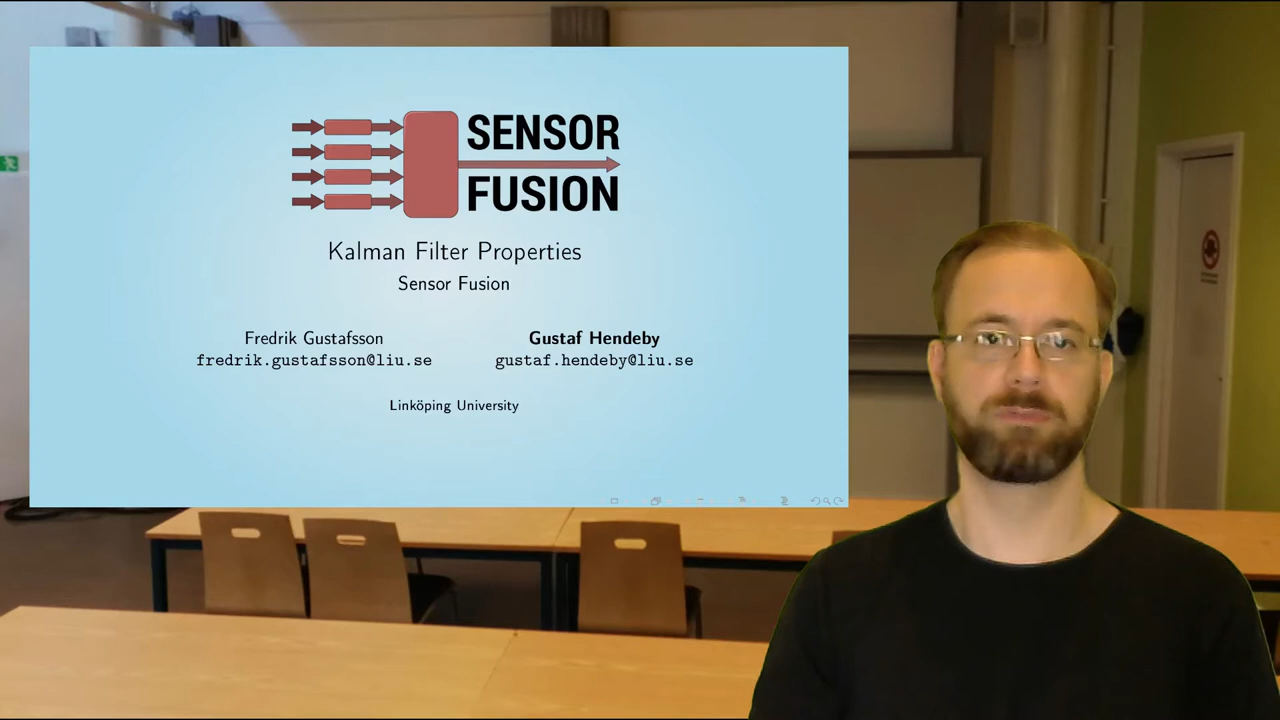 SENSOR
FUSION
Kalman Filter Properties
Sensor Fusion
Fredrik Gustafsson
fredrik.gustafsson@liu.se
Gustaf Hendeby
gustaf.hendeby@liu.se
Linköping University